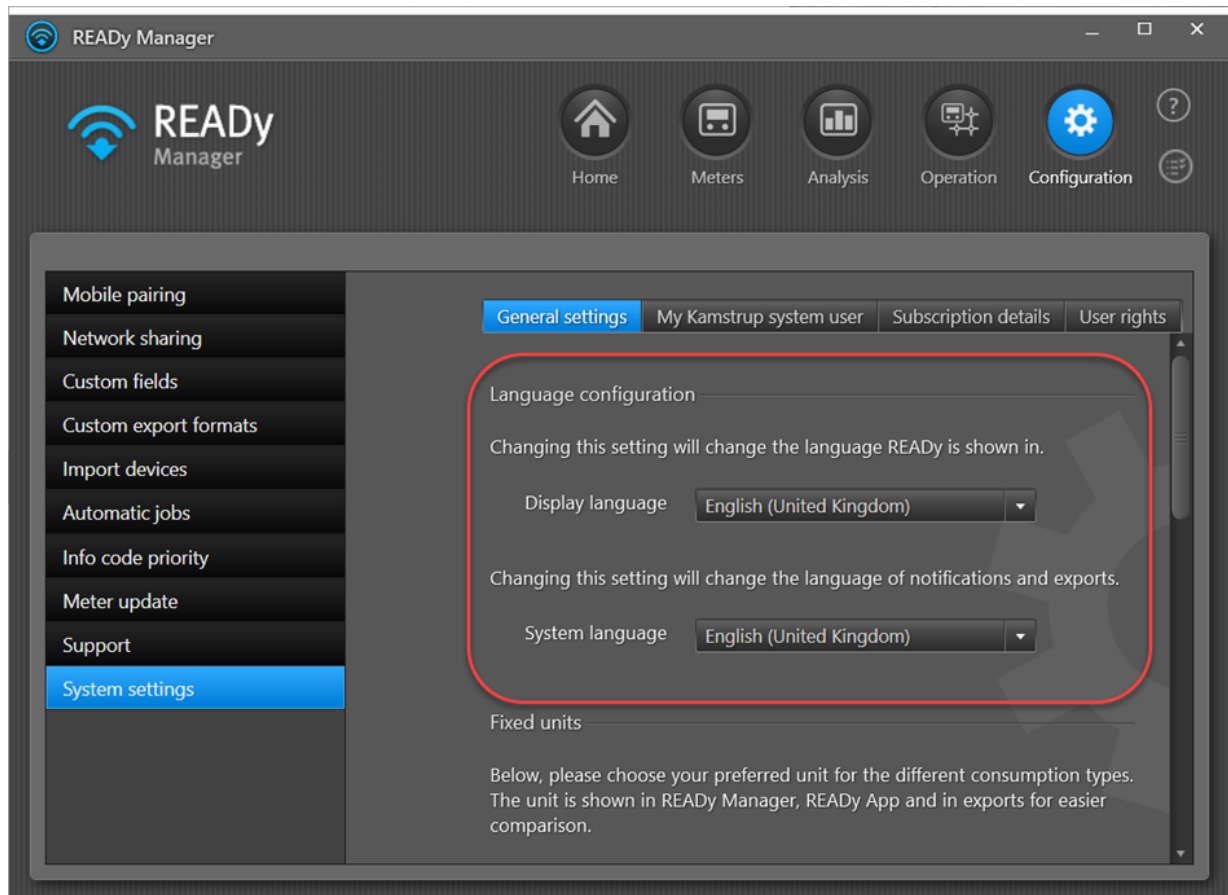 READy Manager
READy
Manager
Home
Meters
Analysis
Operation
Configuration
?
Mobile pairing
Network sharing
Custom fields
Custom export formats
Import devices
Automatic jobs
Info code priority
Meter update
Support
System settings
General settings
My Kamstrup system user
Subscription details
User rights
Language configuration
Changing this setting will change the language READy is shown in.
Display language
English (United Kingdom)
Changing this setting will change the language of notifications and exports.
System language
English (United Kingdom)
Fixed units
Below, please choose your preferred unit for the different consumption types.
The unit is shown in READy Manager, READy App and in exports for easier
comparison.